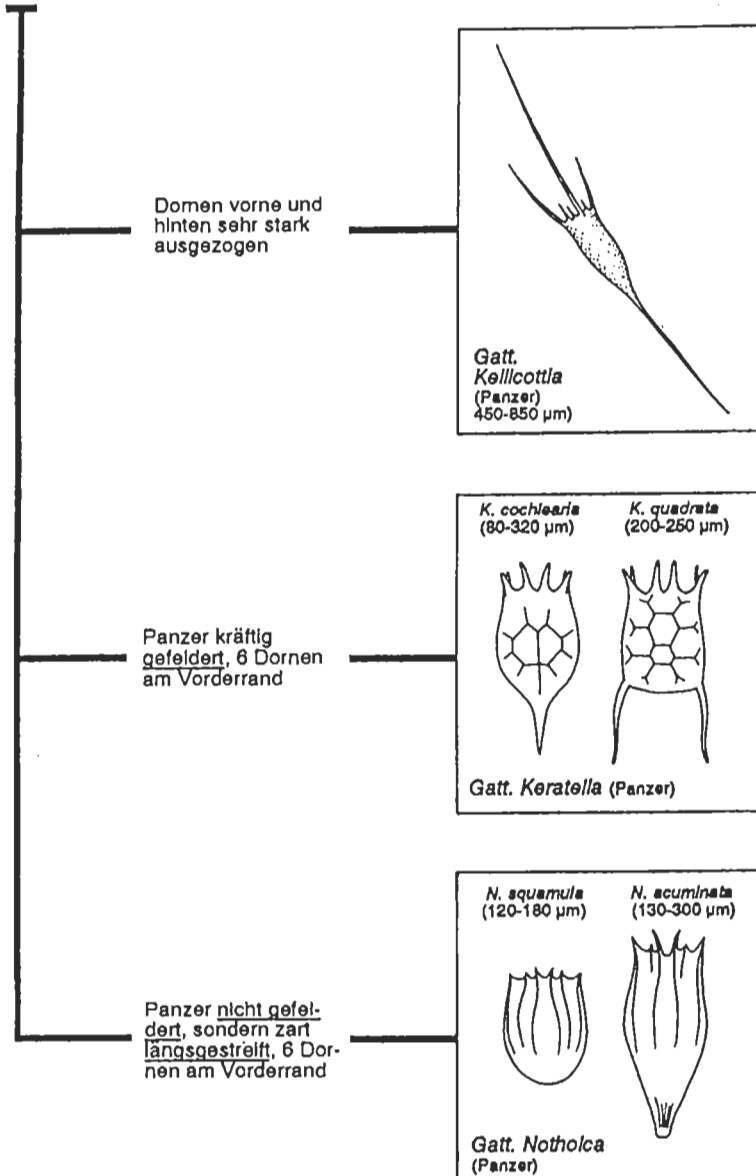 Dornen vorne und
hinten sehr stark
ausgezogen
Gatt.
Kellicottia
(Panzer)
450-850 µm)
K. cochlearia
(80-320 µm)
K. quadrata
(200-250 µm)
Panzer kräftig
gefeldert, 6 Dornen
am Vorderrand
Gatt. Keratella (Panzer)
N. squamula
(120-180 µm)
N. acuminata
(130-300 µm)
Panzer nicht gefel-
dert, sondern zart
längsgestreift, 6 Dor-
nen am Vorderrand
Gatt. Notholca
(Panzer)